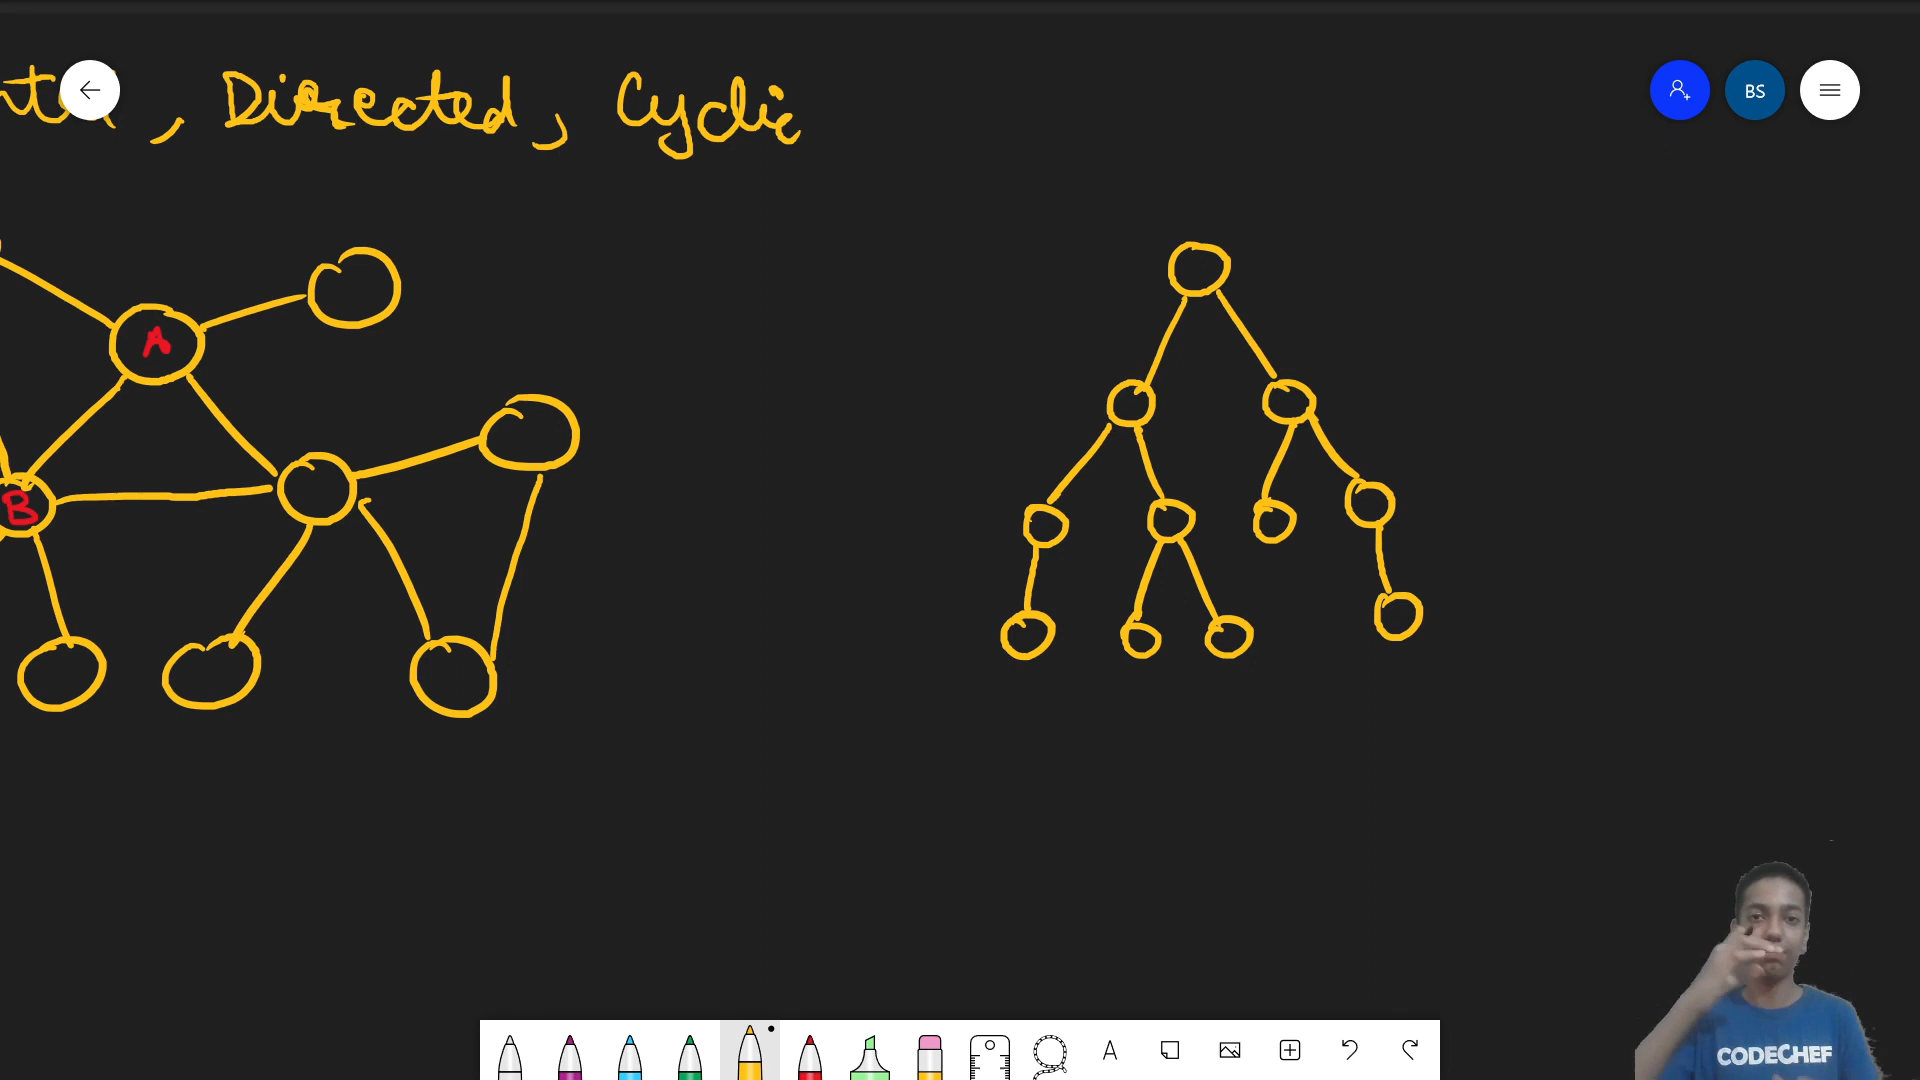 , Directed, Cyclic
BS
A
B
A
CODECHEF